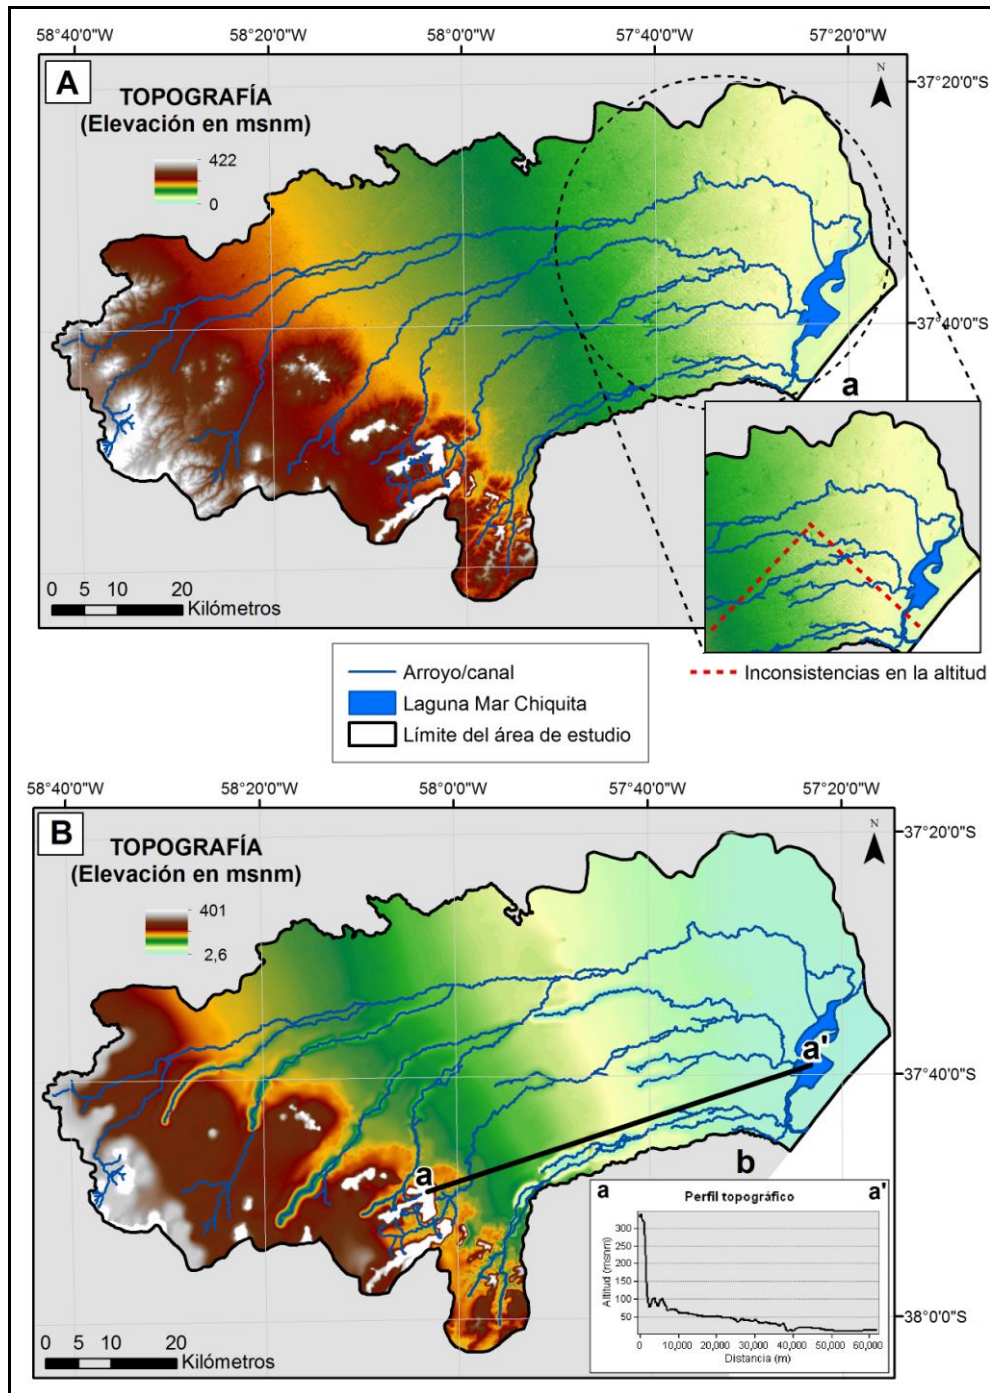 58°40'0"W 58°20'0"W 58°0'0"W 57°40'0"W 57°20'0"W
A
TOPOGRAFÍA
(Elevación en msnm)
422
0
N
37°20'0"S
37°40'0"S
a
0 5 10 20
Kilómetros
Inconsistencias en la altitud
Arroyo/canal
Laguna Mar Chiquita
Límite del área de estudio
58°40'0"W 58°20'0"W 58°0'0"W 57°40'0"W 57°20'0"W
B
TOPOGRAFÍA
(Elevación en msnm)
401
2,6
N
37°20'0"S
37°40'0"S
38°0'0"S
a'
a
b
a Perfil topográfico a'
Altitud (msnm)
300
250
200
150
100
50
0 10,000 20,000 30,000 40,000 50,000 60,000
Distancia (m)
0 5 10 20
Kilómetros